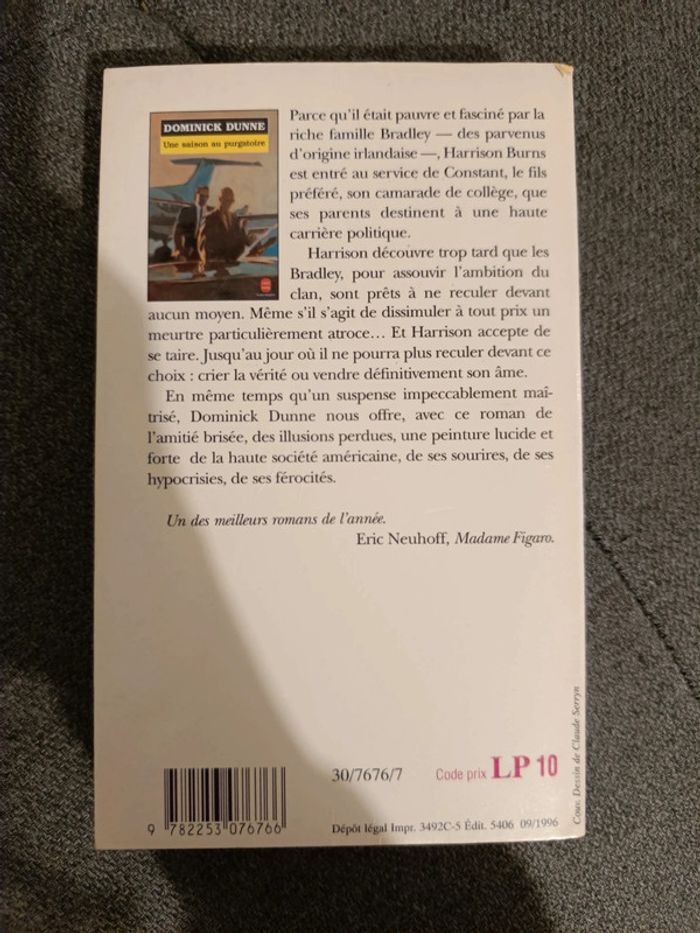 DOMINICK DUNNE
Une saison au purgatoire
Parce qu'il était pauvre et fasciné par la
riche famille Bradley — des parvenus
d'origine irlandaise —, Harrison Burns
est entré au service de Constant, le fils
préféré, son camarade de collège, que
ses parents destinent à une haute
carrière politique.
Harrison découvre trop tard que les
Bradley, pour assouvir l'ambition du
clan, sont prêts à ne reculer devant
aucun moyen. Même s'il s'agit de dissimuler à tout prix un
meurtre particulièrement atroce… Et Harrison accepte de
se taire. Jusqu'au jour où il ne pourra plus reculer devant ce
choix : crier la vérité ou vendre définitivement son âme.
En même temps qu'un suspense impeccablement maî-
trisé, Dominick Dunne nous offre, avec ce roman de
l'amitié brisée, des illusions perdues, une peinture lucide et
forte de la haute société américaine, de ses sourires, de ses
hypocrisies, de ses férocités.
Un des meilleurs romans de l'année.
Eric Neuhoff, Madame Figaro.
Couv. Dessin de Claude Serryn
30/7676/7
Code prix LP 10
9 782253 076766
Dépôt légal Impr. 3492C-5 Édit. 5406 09/1996